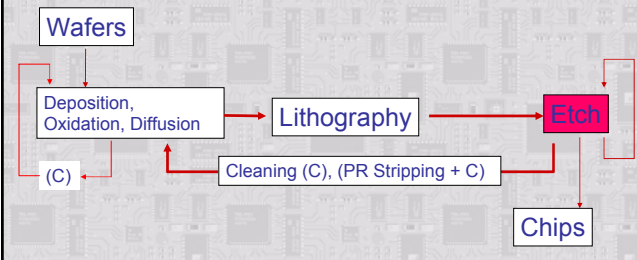 Wafers
Deposition,
Oxidation, Diffusion
Lithography
Etch
(C)
Cleaning (C), (PR Stripping + C)
Chips